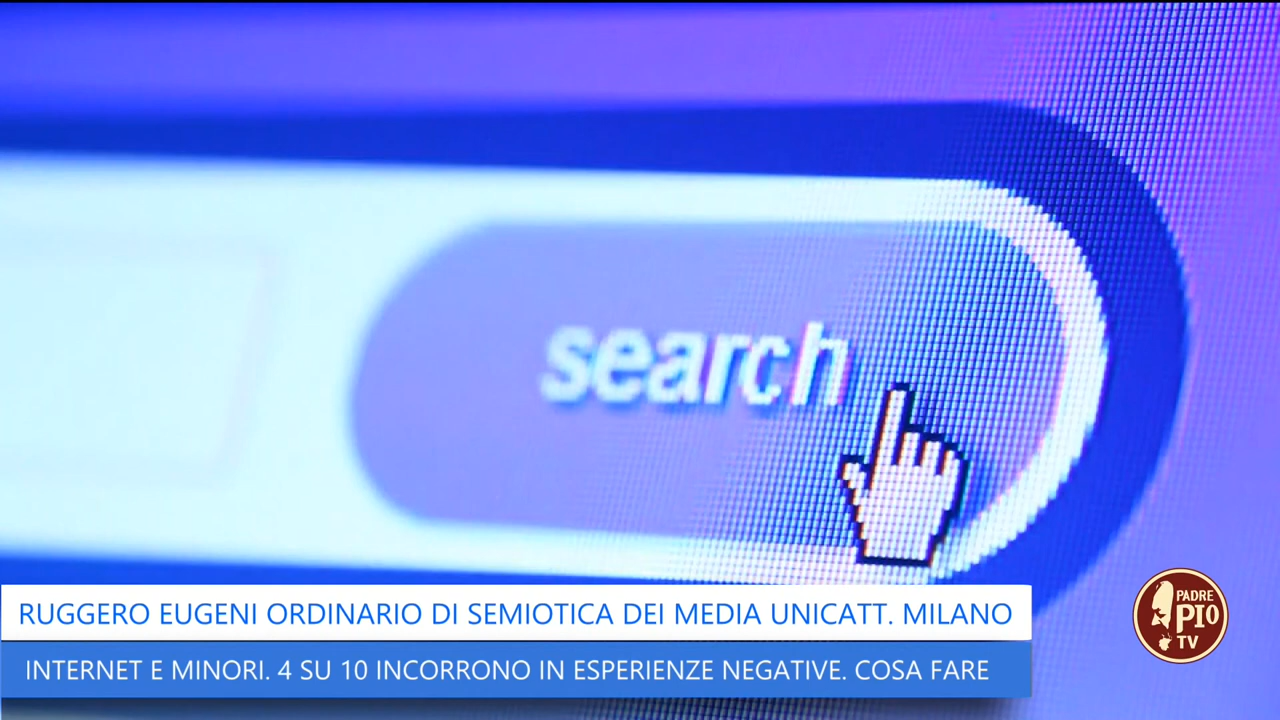 search
RUGGERO EUGENI ORDINARIO DI SEMIOTICA DEI MEDIA UNICATT. MILANO
INTERNET E MINORI. 4 SU 10 INCORRONO IN ESPERIENZE NEGATIVE. COSA FARE
PADRE
PIO
TV